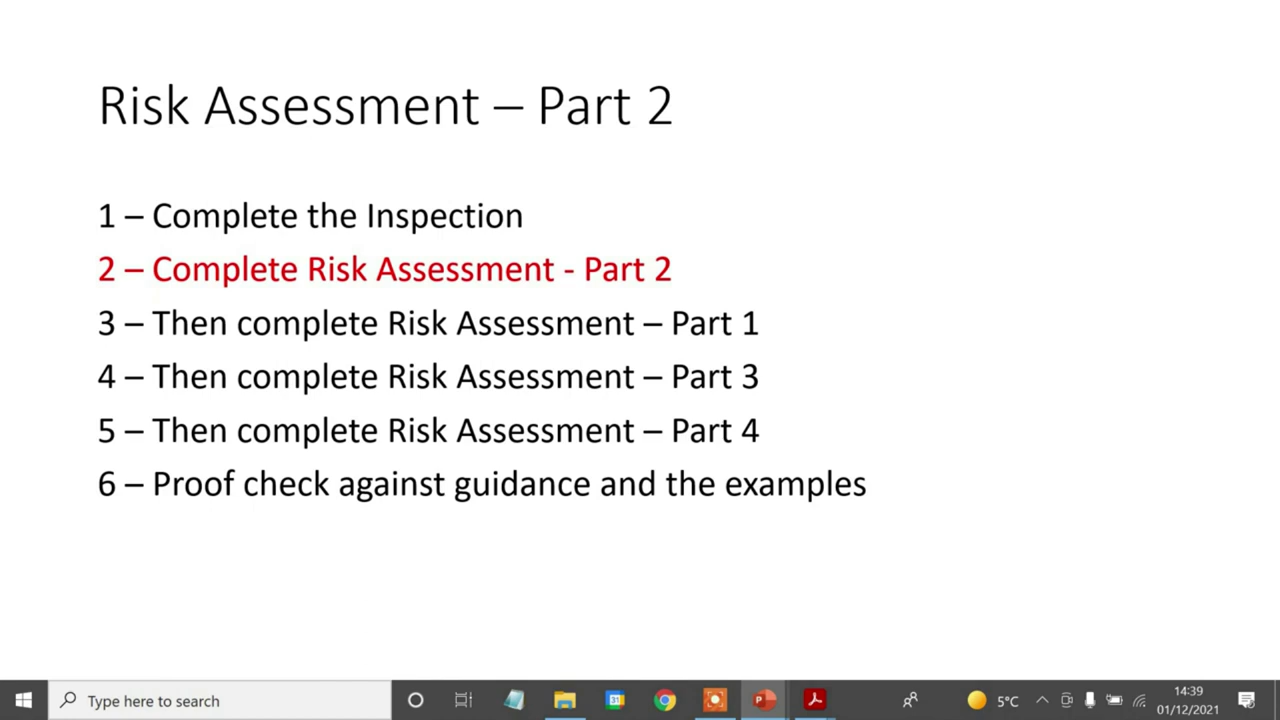 Risk Assessment – Part 2
1 – Complete the Inspection
2 – Complete Risk Assessment - Part 2
3 – Then complete Risk Assessment – Part 1
4 – Then complete Risk Assessment – Part 3
5 – Then complete Risk Assessment – Part 4
6 – Proof check against guidance and the examples
Type here to search
31
P
5°C
14:39
01/12/2021